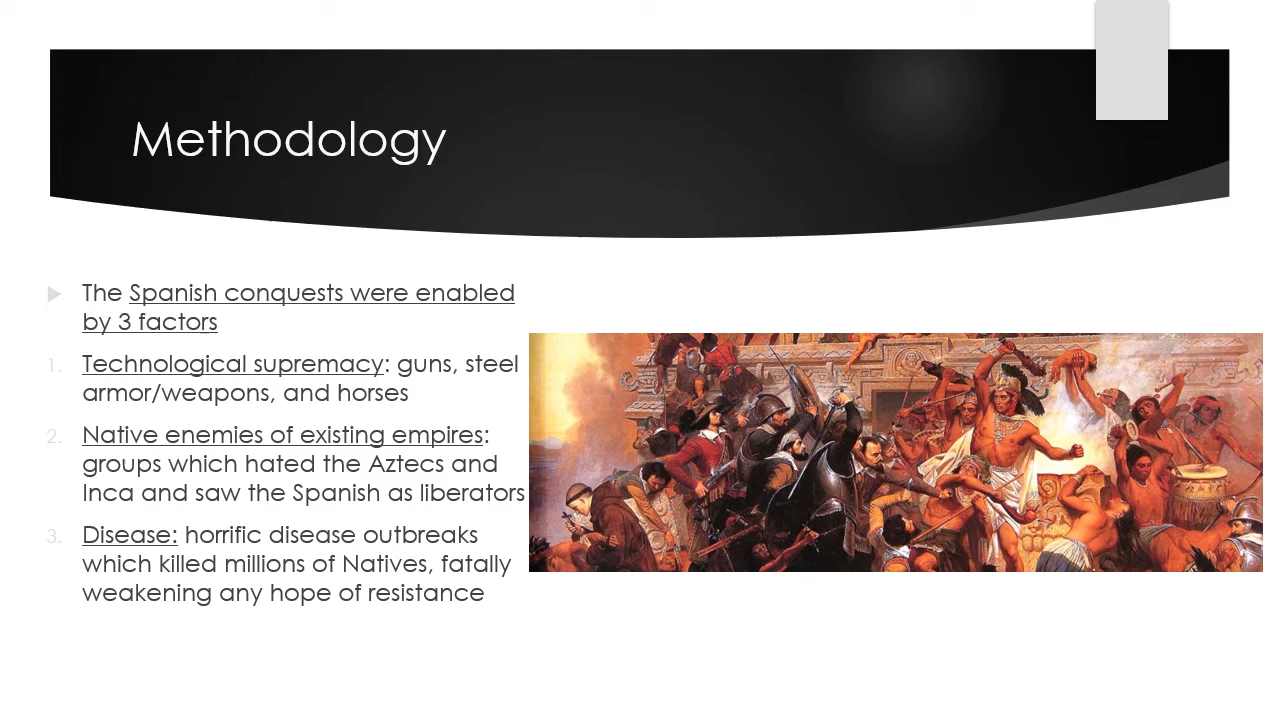 Methodology
The Spanish conquests were enabled
by 3 factors
1. Technological supremacy: guns, steel
armor/weapons, and horses
2. Native enemies of existing empires:
groups which hated the Aztecs and
Inca and saw the Spanish as liberators
3. Disease: horrific disease outbreaks
which killed millions of Natives, fatally
weakening any hope of resistance